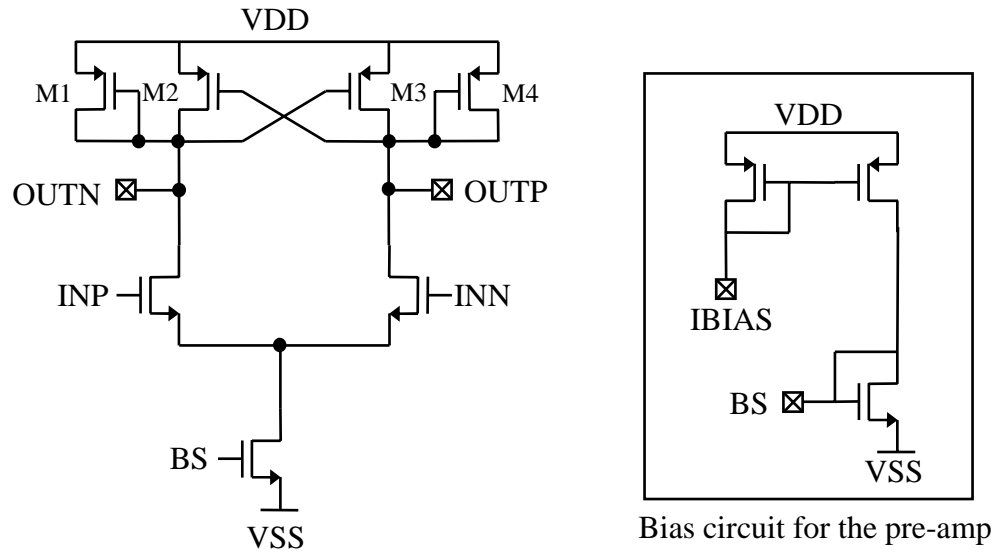 VDD
M1
M2
M3
M4
OUTN
OUTP
INP
INN
BS
VSS
VDD
IBIAS
BS
VSS
Bias circuit for the pre-amp